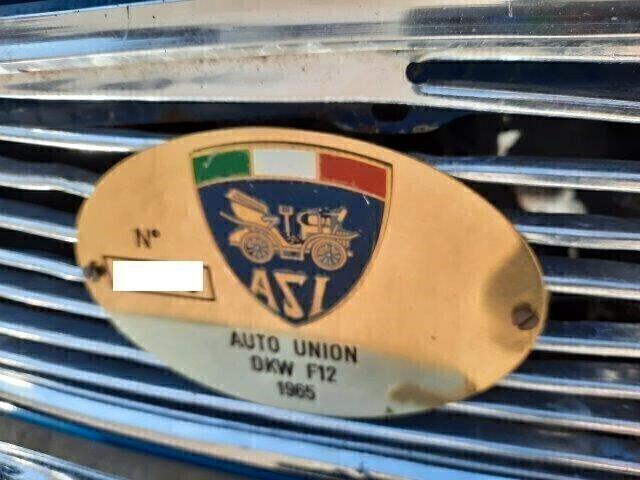 N°
ASI
AUTO UNION
DKW F12
1965